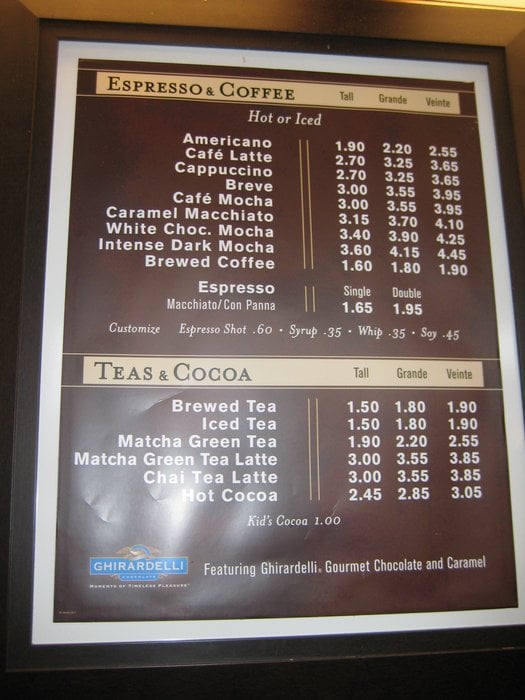 ESPRESSO & COFFEE Tall Grande Veinte
Hot or Iced
Americano 1.90 2.20 2.55
Café Latte 2.70 3.25 3.65
Cappuccino 2.70 3.25 3.65
Breve 3.00 3.55 3.95
Café Mocha 3.00 3.55 3.95
Caramel Macchiato 3.15 3.70 4.10
White Choc. Mocha 3.40 3.90 4.25
Intense Dark Mocha 3.60 4.15 4.45
Brewed Coffee 1.60 1.80 1.90
Espresso Single Double
Macchiato/Con Panna 1.65 1.95
Customize Espresso Shot .60 • Syrup .35 • Whip .35 • Soy .45
TEAS & COCOA Tall Grande Veinte
Brewed Tea 1.50 1.80 1.90
Iced Tea 1.50 1.80 1.90
Matcha Green Tea 1.90 2.20 2.55
Matcha Green Tea Latte 3.00 3.55 3.85
Chai Tea Latte 3.00 3.55 3.85
Hot Cocoa 2.45 2.85 3.05
Kid's Cocoa 1.00
GHIRARDELLI
CHOCOLATE
MOMENTS OF TIMELESS PLEASURE
Featuring Ghirardelli® Gourmet Chocolate and Caramel